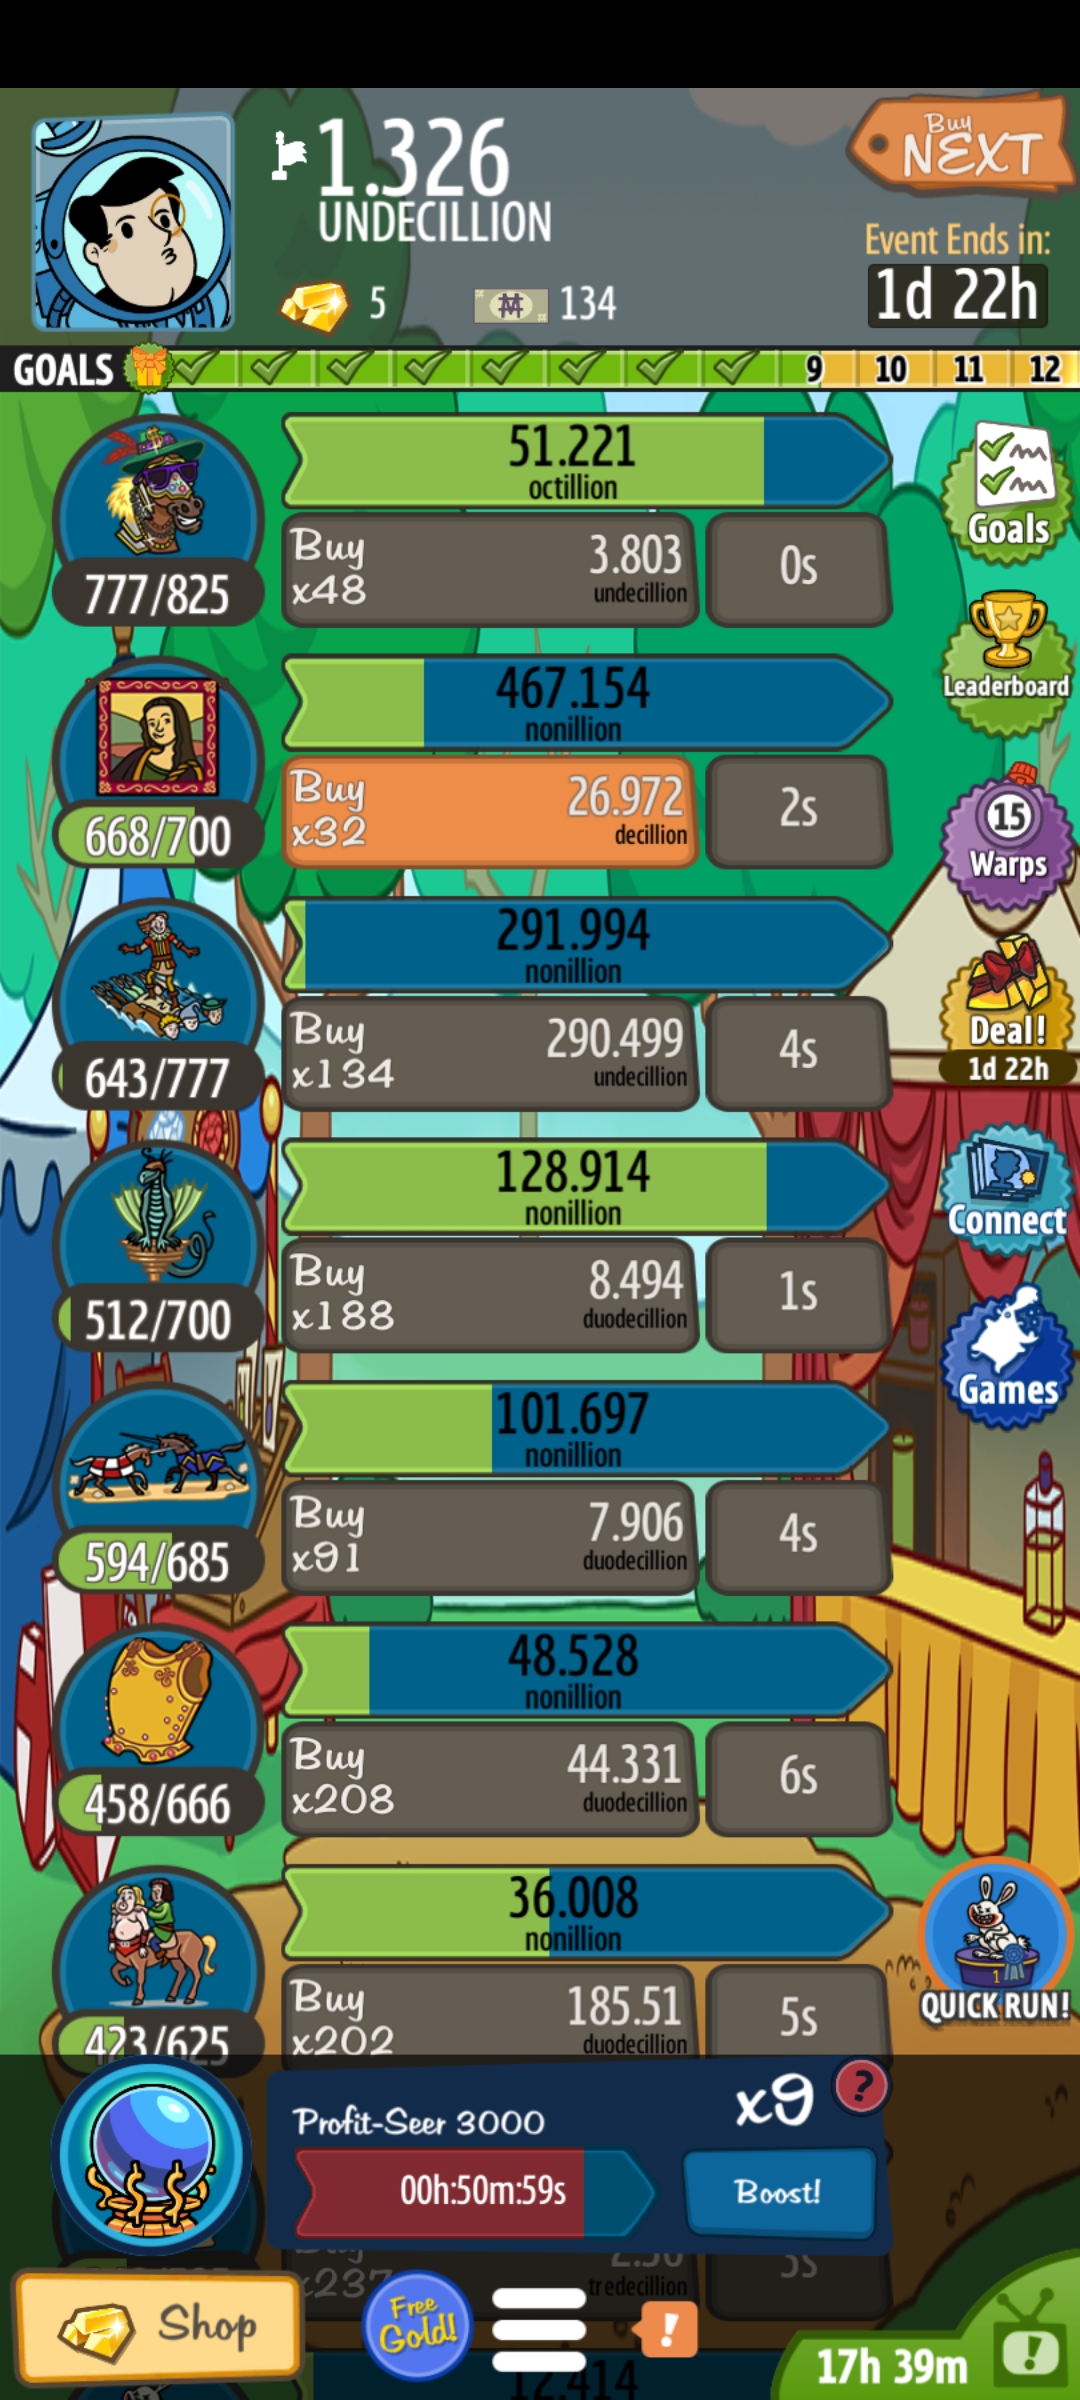 1.326
UNDECILLION
Buy
NEXT
5
134
Event Ends in:
1d 22h
GOALS
9 10 11 12
51.221
octillion
Buy
x48
3.803
undecillion
0s
777/825
Goals
467.154
nonillion
Buy
x32
26.972
decillion
2s
668/700
Leaderboard
15
Warps
291.994
nonillion
Buy
x134
290.499
undecillion
4s
643/777
Deal!
1d 22h
128.914
nonillion
Buy
x188
8.494
duodecillion
1s
512/700
Connect
Games
101.697
nonillion
Buy
x91
7.906
duodecillion
4s
594/685
48.528
nonillion
Buy
x208
44.331
duodecillion
6s
458/666
36.008
nonillion
Buy
x202
185.51
duodecillion
5s
423/625
1
QUICK RUN!
Profit-Seer 3000
x9
?
00h:50m:59s
Boost!
x237
tredecillion
Shop
Free
Gold!
!
12.414
17h 39m
!